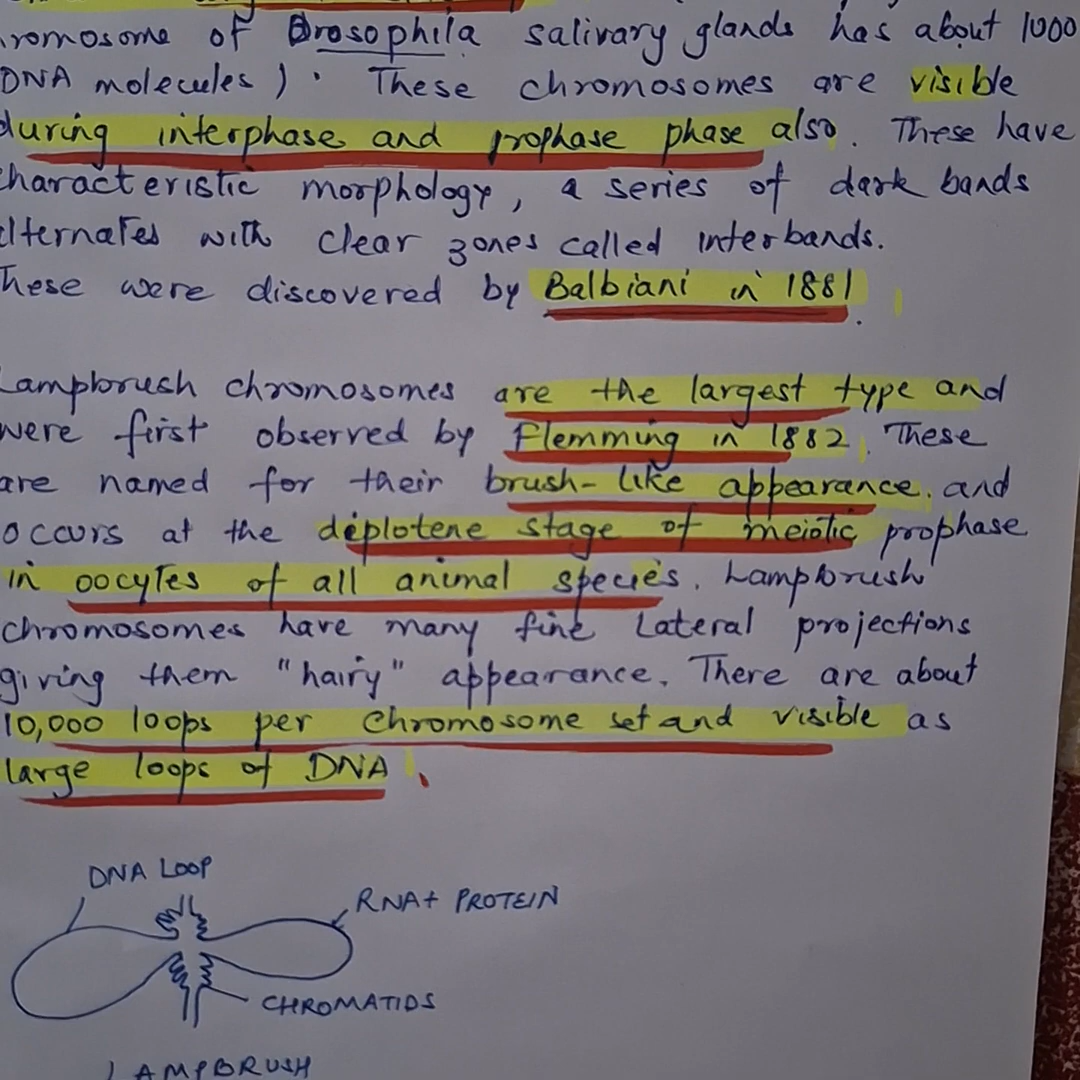 romosome of Drosophila salivary glands has about 1000
DNA molecules). These chromosomes are visible
during interphase and prophase phase also. These have
characteristic morphology, a series of dark bands
lternates with clear zones called interbands.
hese were discovered by Balbiani in 1881.
Lampbrush chromosomes are the largest type and
were first observed by Flemming in 1882. These
are named for their brush-like appearance. and
occurs at the deplotene stage of meiotic prophase
in oocytes of all animal species. Lampbrush
chromosomes have many fine Lateral projections
giving them "hairy" appearance. There are about
10,000 loops per chromosome set and visible as
large loops of DNA.
DNA LOOP
RNA+ PROTEIN
CHROMATIDS
LAMPBRUSH